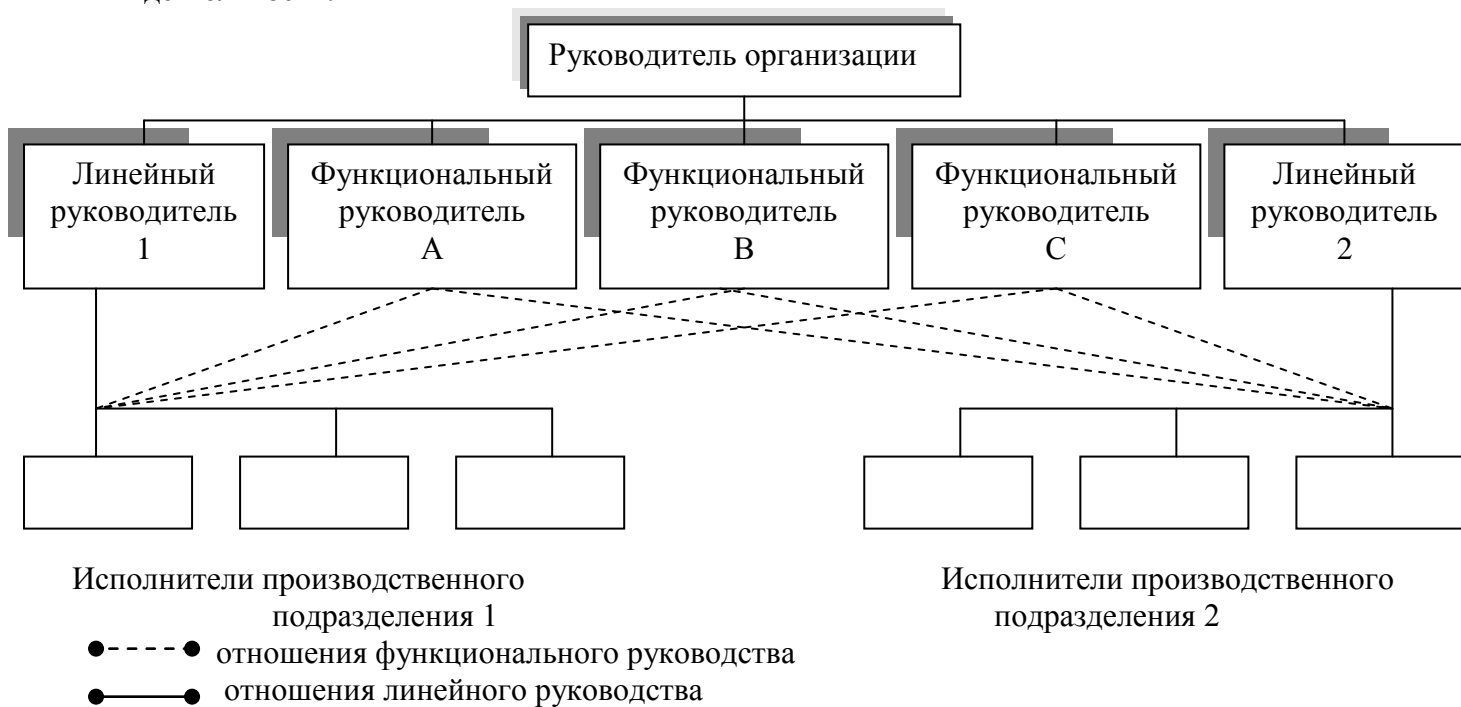 Руководитель организации
Линейный
руководитель
1
Функциональный
руководитель
А
Функциональный
руководитель
В
Функциональный
руководитель
С
Линейный
руководитель
2
Исполнители производственного
подразделения 1
Исполнители производственного
подразделения 2
отношения функционального руководства
отношения линейного руководства